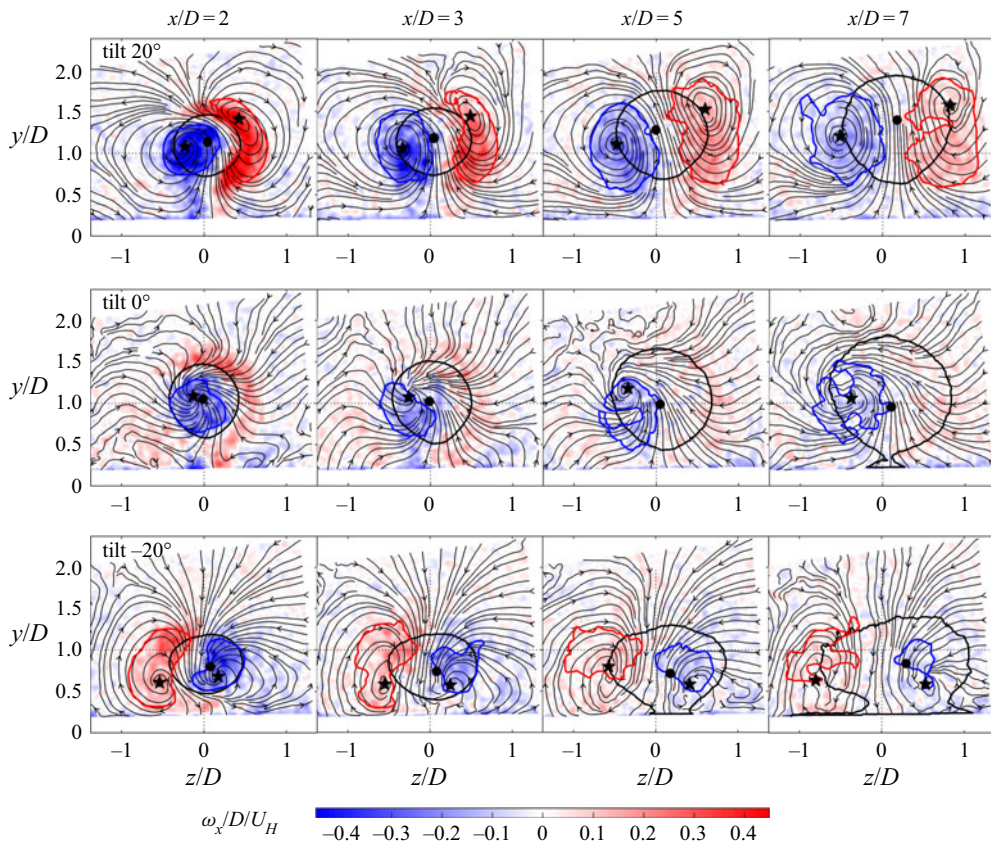 x/D = 2 x/D = 3 x/D = 5 x/D = 7
tilt 20°
2.0
1.5
y/D
1.0
0.5
0
–1 0 1 –1 0 1 –1 0 1 –1 0 1
tilt 0°
2.0
1.5
y/D
1.0
0.5
0
–1 0 1 –1 0 1 –1 0 1 –1 0 1
tilt –20°
2.0
1.5
y/D
1.0
0.5
0
–1 0 1 –1 0 1 –1 0 1 –1 0 1
z/D z/D z/D z/D
ω_x/D/U_H
–0.4 –0.3 –0.2 –0.1 0 0.1 0.2 0.3 0.4